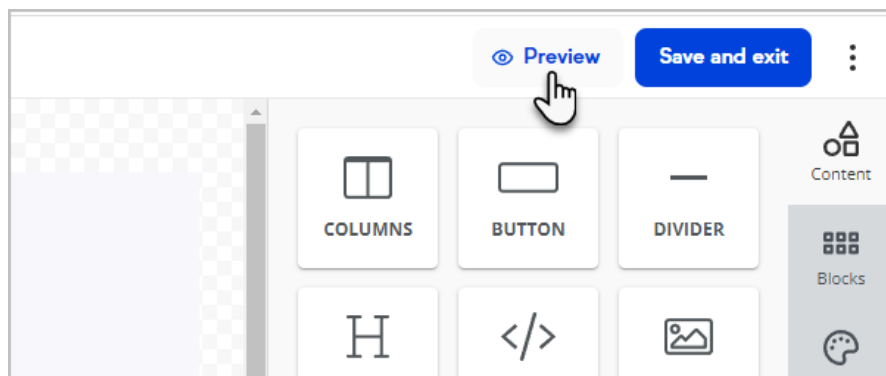 Preview
Save and exit
Content
COLUMNS
BUTTON
DIVIDER
Blocks
H
</>